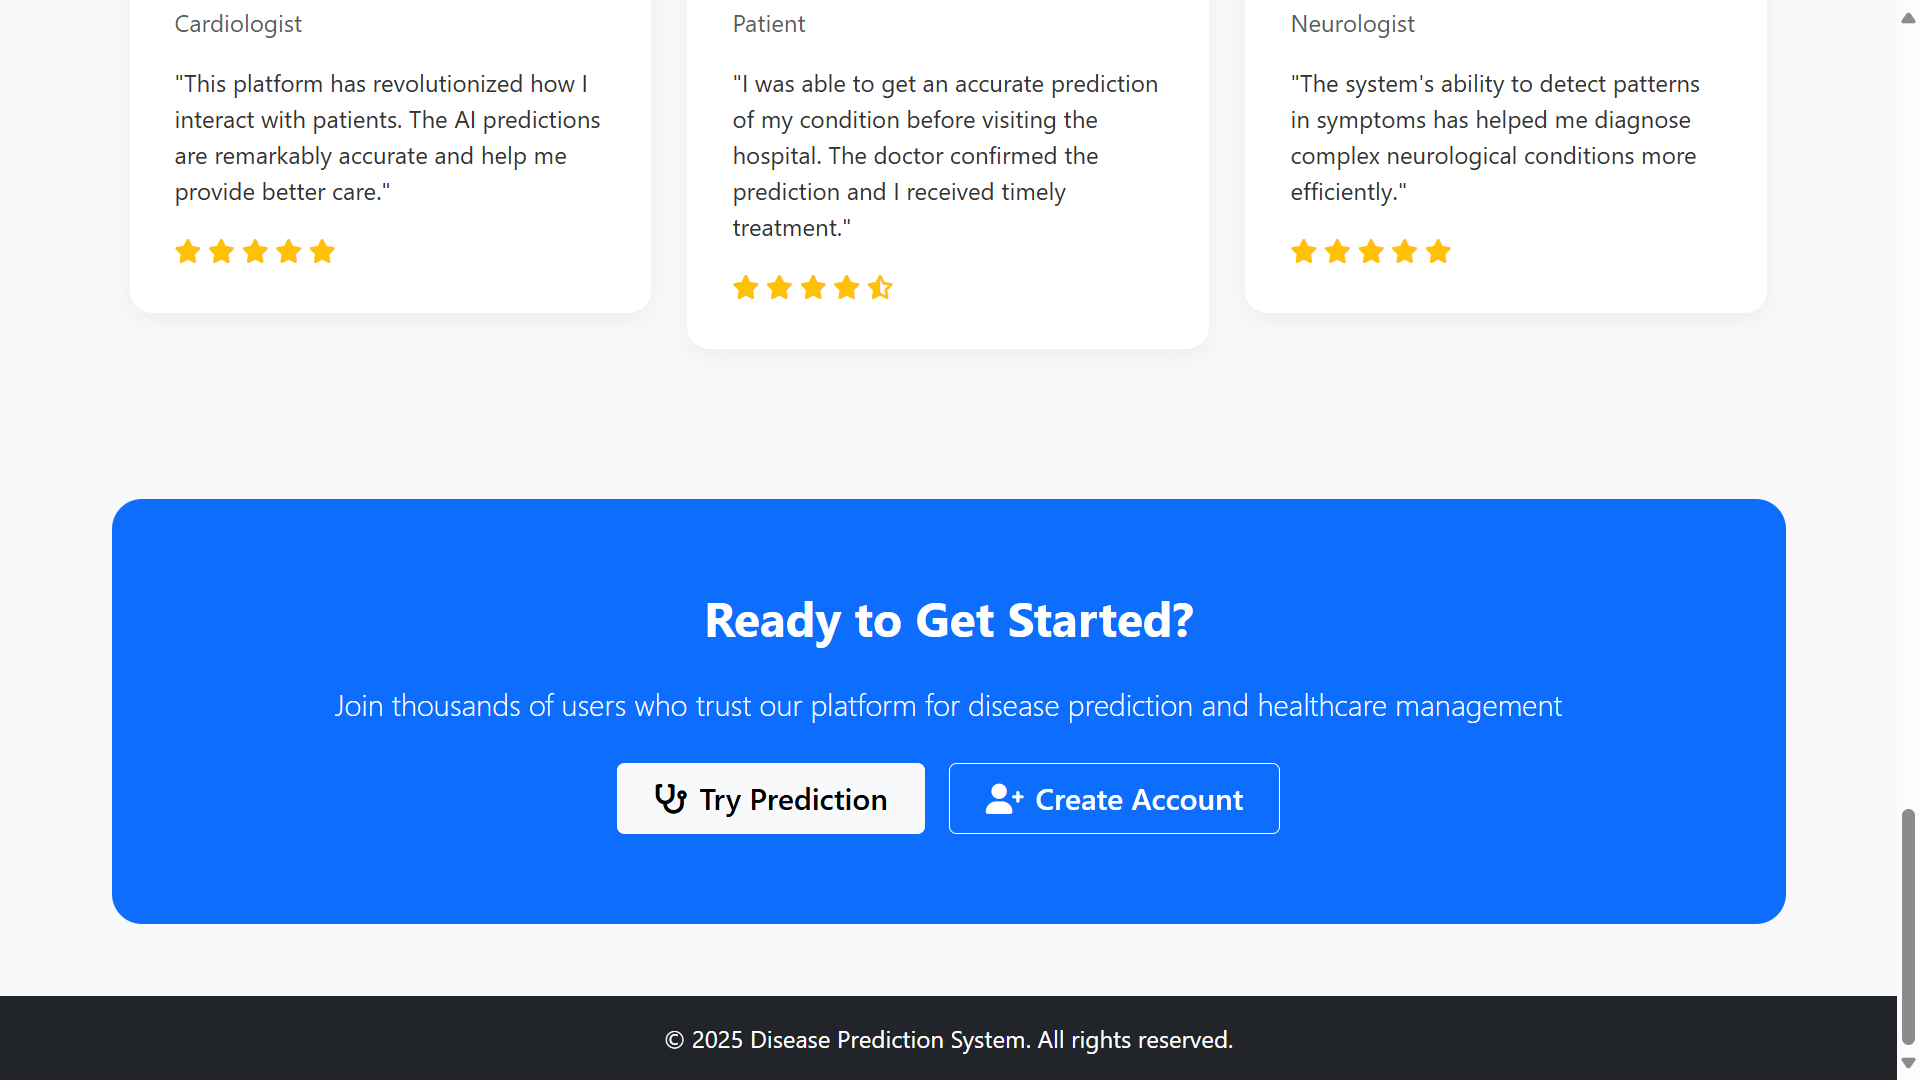 Cardiologist
"This platform has revolutionized how I
interact with patients. The AI predictions
are remarkably accurate and help me
provide better care."
Patient
"I was able to get an accurate prediction
of my condition before visiting the
hospital. The doctor confirmed the
prediction and I received timely
treatment."
Neurologist
"The system's ability to detect patterns
in symptoms has helped me diagnose
complex neurological conditions more
efficiently."
Ready to Get Started?
Join thousands of users who trust our platform for disease prediction and healthcare management
Try Prediction
Create Account
© 2025 Disease Prediction System. All rights reserved.